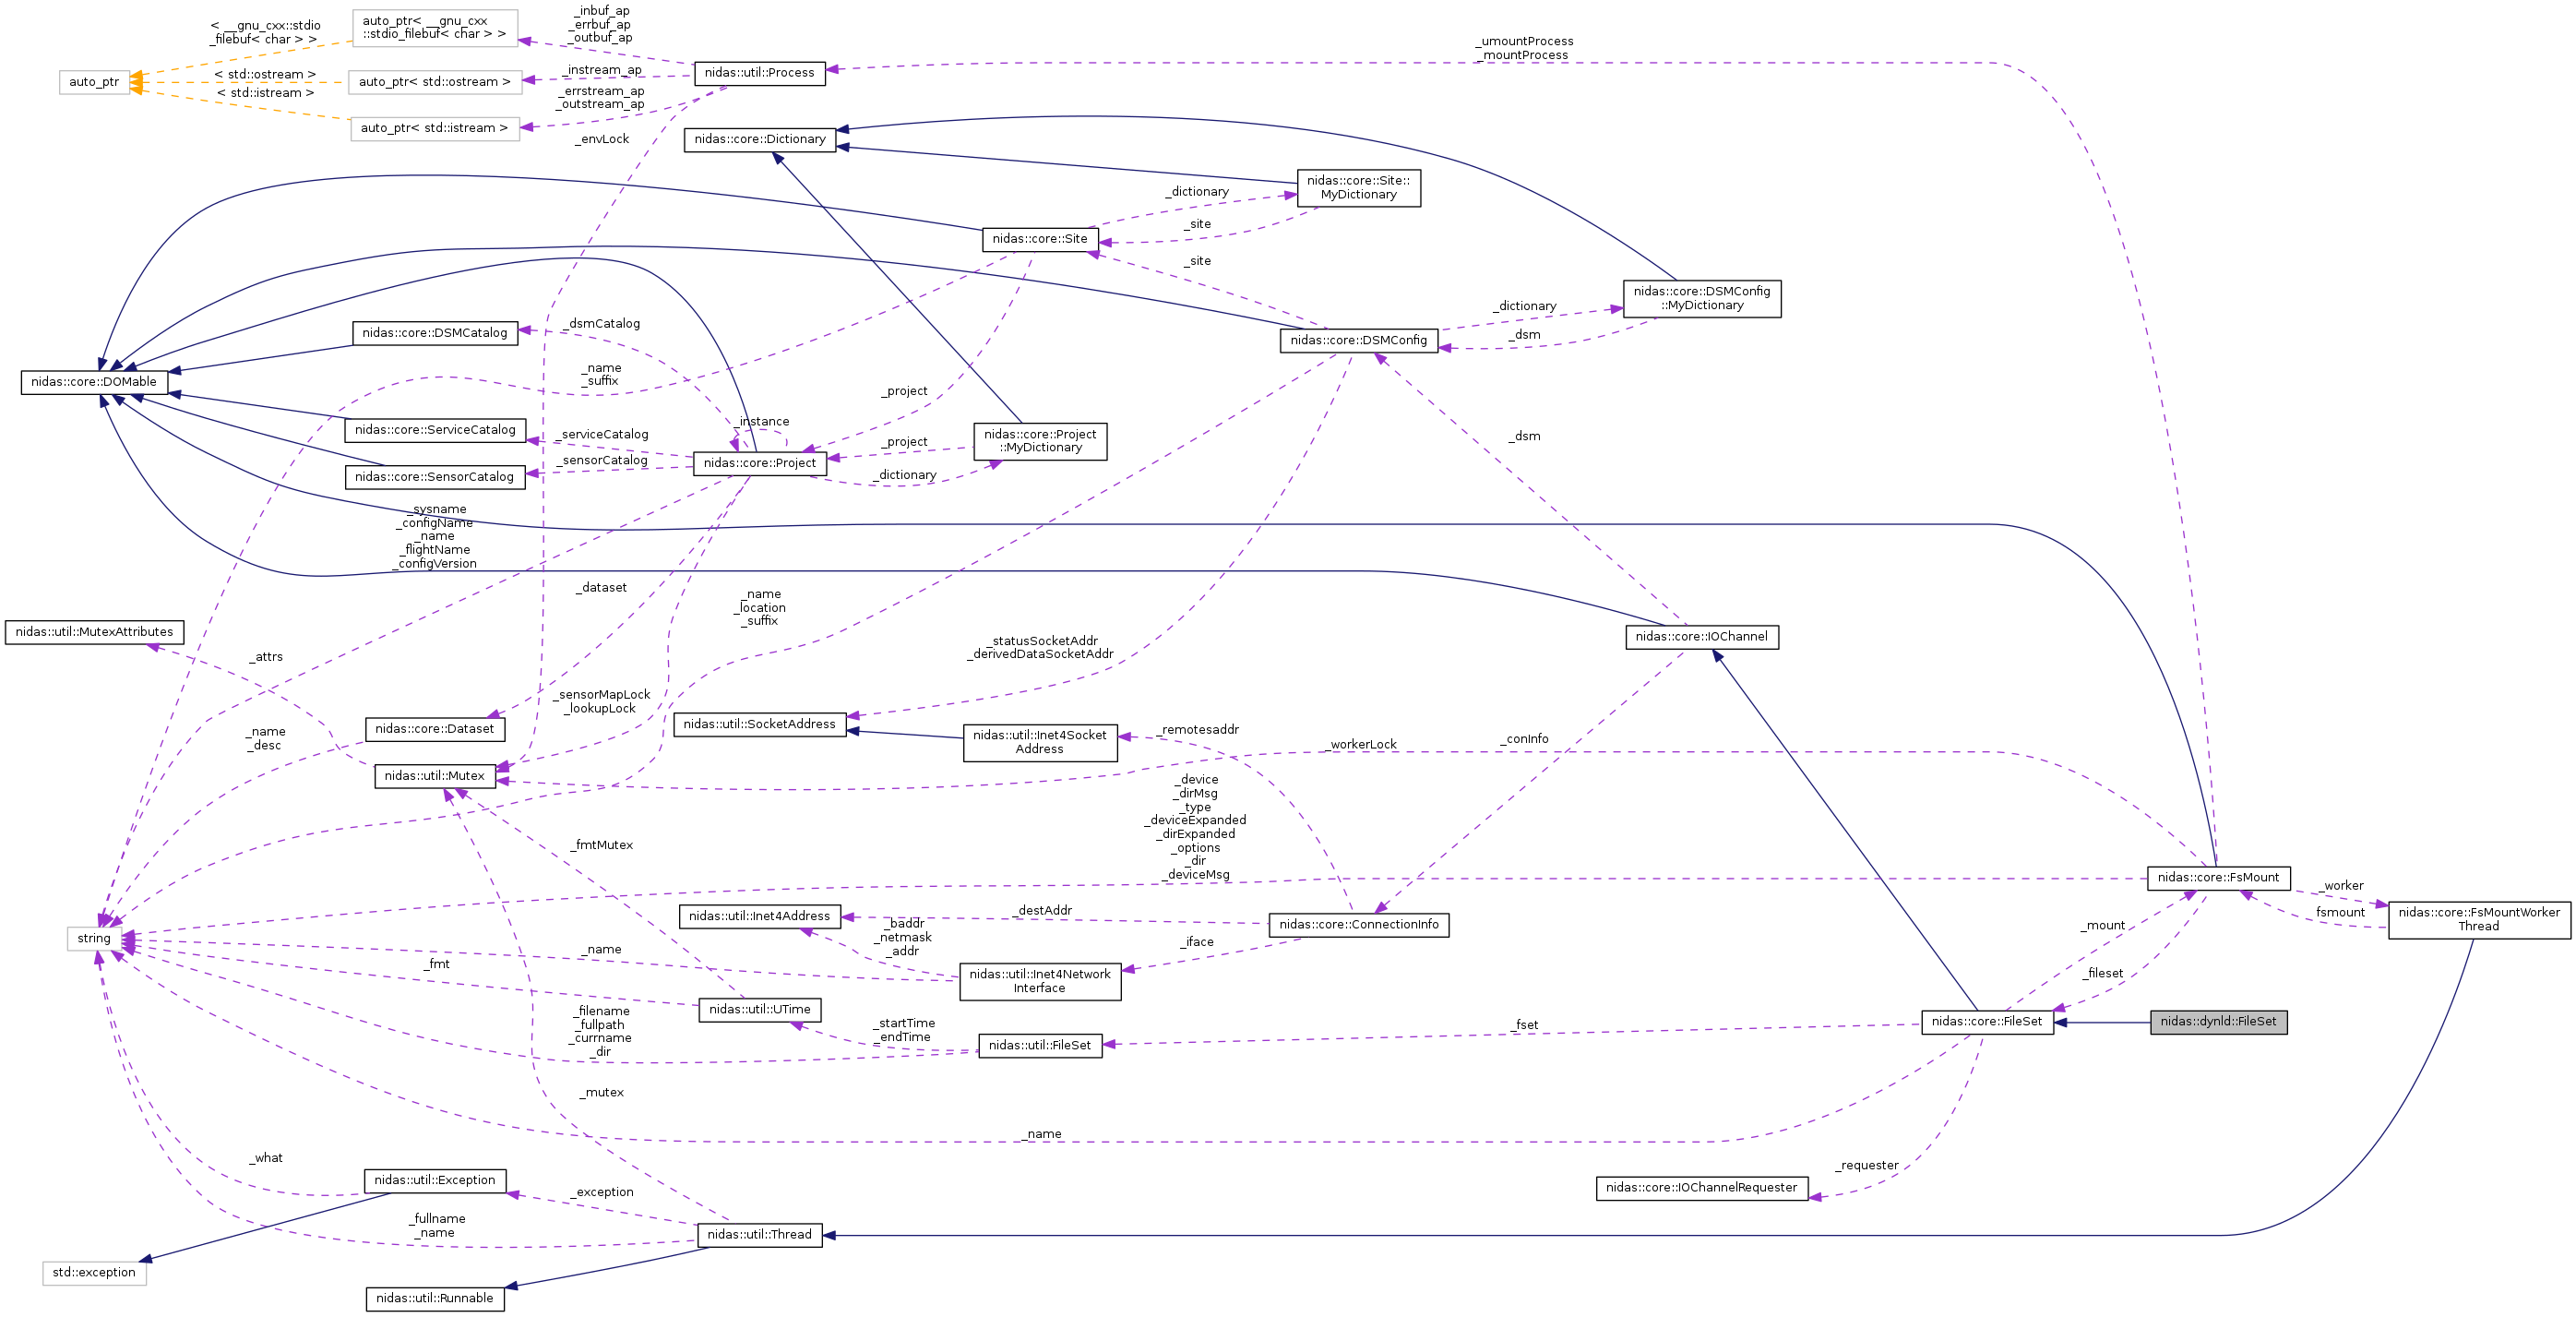 _inbuf_ap
_errbuf_ap
_outbuf_ap
auto_ptr< __gnu_cxx
::stdio_filebuf< char > >
< __gnu_cxx::stdio
_filebuf< char > >
_umountProcess
_mountProcess
auto_ptr
< std::ostream >
auto_ptr< std::ostream >
_instream_ap
nidas::util::Process
< std::istream >
_errstream_ap
_outstream_ap
auto_ptr< std::istream >
_envLock
nidas::core::Dictionary
nidas::core::Site::
MyDictionary
_dictionary
_site
nidas::core::Site
_site
nidas::core::DSMConfig
::MyDictionary
_dictionary
_dsm
nidas::core::DSMConfig
nidas::core::DSMCatalog
_dsmCatalog
nidas::core::DOMable
_name
_suffix
_project
_instance
nidas::core::ServiceCatalog
_serviceCatalog
nidas::core::Project
_project
nidas::core::Project
::MyDictionary
_dsm
nidas::core::SensorCatalog
_sensorCatalog
_dictionary
_sysname
_configName
_name
_flightName
_configVersion
_dataset
_name
_location
_suffix
nidas::util::MutexAttributes
_attrs
_statusSocketAddr
_derivedDataSocketAddr
nidas::core::IOChannel
_sensorMapLock
_lookupLock
nidas::core::Dataset
nidas::util::SocketAddress
nidas::util::Inet4Socket
Address
_remotesaddr
_conInfo
_name
_desc
_workerLock
nidas::util::Mutex
_device
_dirMsg
_type
_deviceExpanded
_dirExpanded
_options
_dir
_deviceMsg
_fmtMutex
nidas::core::FsMount
_worker
fsmount
nidas::core::FsMountWorker
Thread
nidas::util::Inet4Address
_destAddr
nidas::core::ConnectionInfo
_baddr
_netmask
_addr
_iface
_mount
string
_name
_fmt
nidas::util::Inet4Network
Interface
_fileset
nidas::util::UTime
_filename
_fullpath
_currname
_dir
_startTime
_endTime
nidas::util::FileSet
_fset
nidas::core::FileSet
nidas::dynld::FileSet
_mutex
_name
_what
nidas::util::Exception
_exception
_requester
nidas::core::IOChannelRequester
_fullname
_name
nidas::util::Thread
std::exception
nidas::util::Runnable